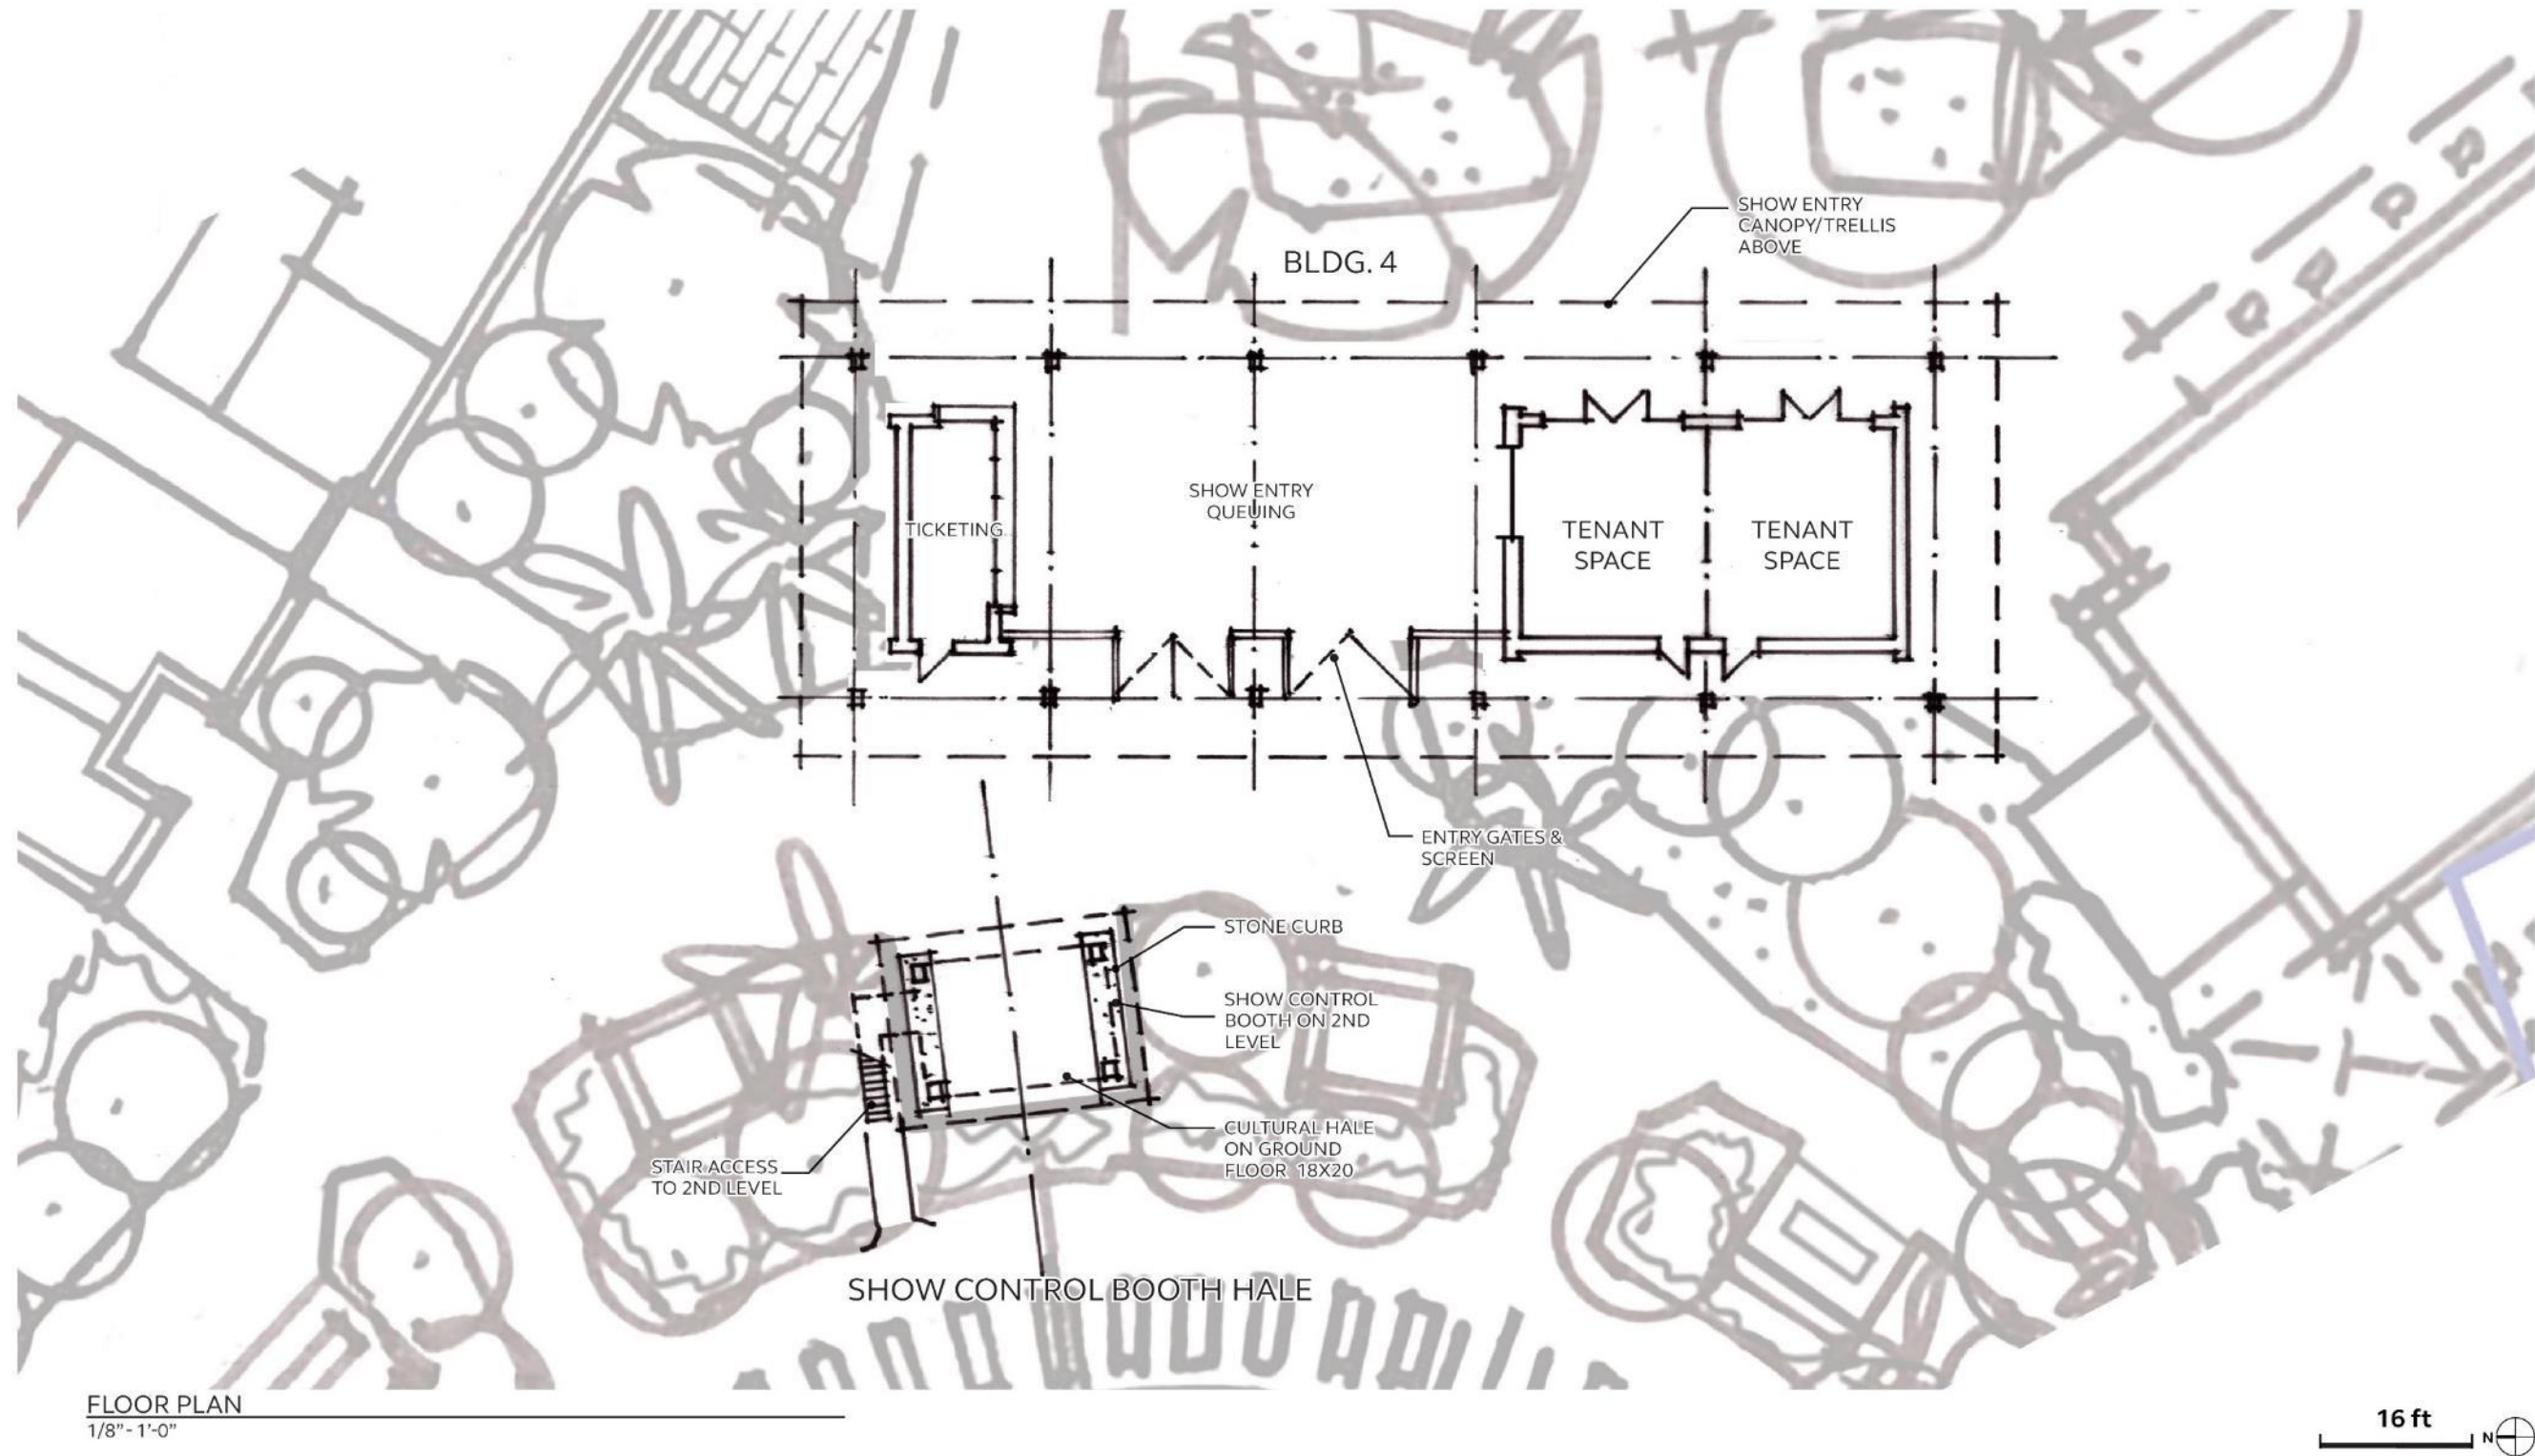 SHOW ENTRY
CANOPY/TRELLIS
ABOVE
BLDG. 4
SHOW ENTRY
QUEUING
TICKETING
TENANT
SPACE
TENANT
SPACE
ENTRY GATES &
SCREEN
STONE CURB
SHOW CONTROL
BOOTH ON 2ND
LEVEL
CULTURAL HALE
ON GROUND
FLOOR 18X20
STAIR ACCESS
TO 2ND LEVEL
SHOW CONTROL BOOTH HALE
FLOOR PLAN
1/8"- 1'-0"
16 ft
N